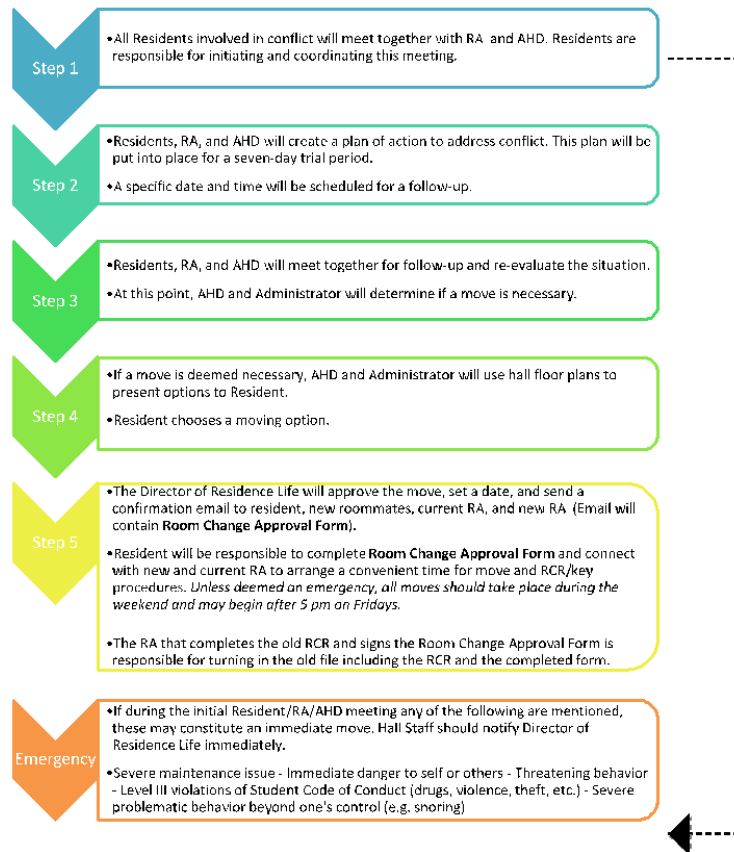 Step 1
•All Residents involved in conflict will meet together with RA and AHD. Residents are
responsible for initiating and coordinating this meeting.
Step 2
•Residents, RA, and AHD will create a plan of action to address conflict. This plan will be
put into place for a seven-day trial period.
•A specific date and time will be scheduled for a follow-up.
Step 3
•Residents, RA, and AHD will meet together for follow-up and re-evaluate the situation.
•At this point, AHD and Administrator will determine if a move is necessary.
Step 4
•If a move is deemed necessary, AHD and Administrator will use hall floor plans to
present options to Resident.
•Resident chooses a moving option.
Step 5
•The Director of Residence Life will approve the move, set a date, and send a
confirmation email to resident, new roommates, current RA, and new RA (Email will
contain Room Change Approval Form).
•Resident will be responsible to complete Room Change Approval Form and connect
with new and current RA to arrange a convenient time for move and RCR/key
procedures. Unless deemed an emergency, all moves should take place during the
weekend and may begin after 5 pm on Fridays.
•The RA that completes the old RCR and signs the Room Change Approval Form is
responsible for turning in the old file including the RCR and the completed form.
Emergency
•If during the initial Resident/RA/AHD meeting any of the following are mentioned,
these may constitute an immediate move. Hall Staff should notify Director of
Residence Life immediately.
•Severe maintenance issue - Immediate danger to self or others - Threatening behavior
- Level III violations of Student Code of Conduct (drugs, violence, theft, etc.) - Severe
problematic behavior beyond one's control (e.g. snoring)